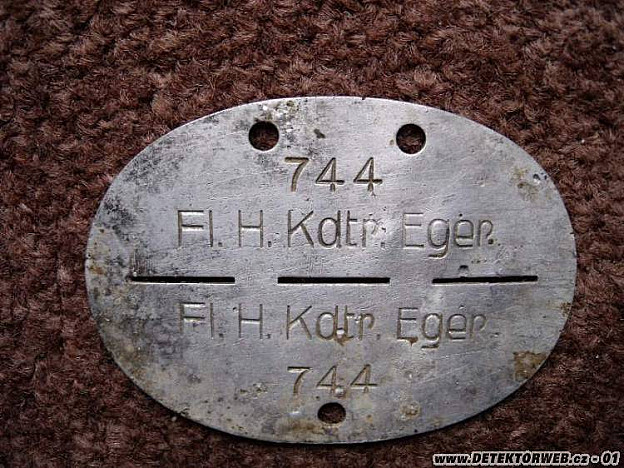 744
Fl. H. Kdtr. Eger.
Fl. H. Kdtr. Eger.
744
www.DETEKTORWEB.cz - 01